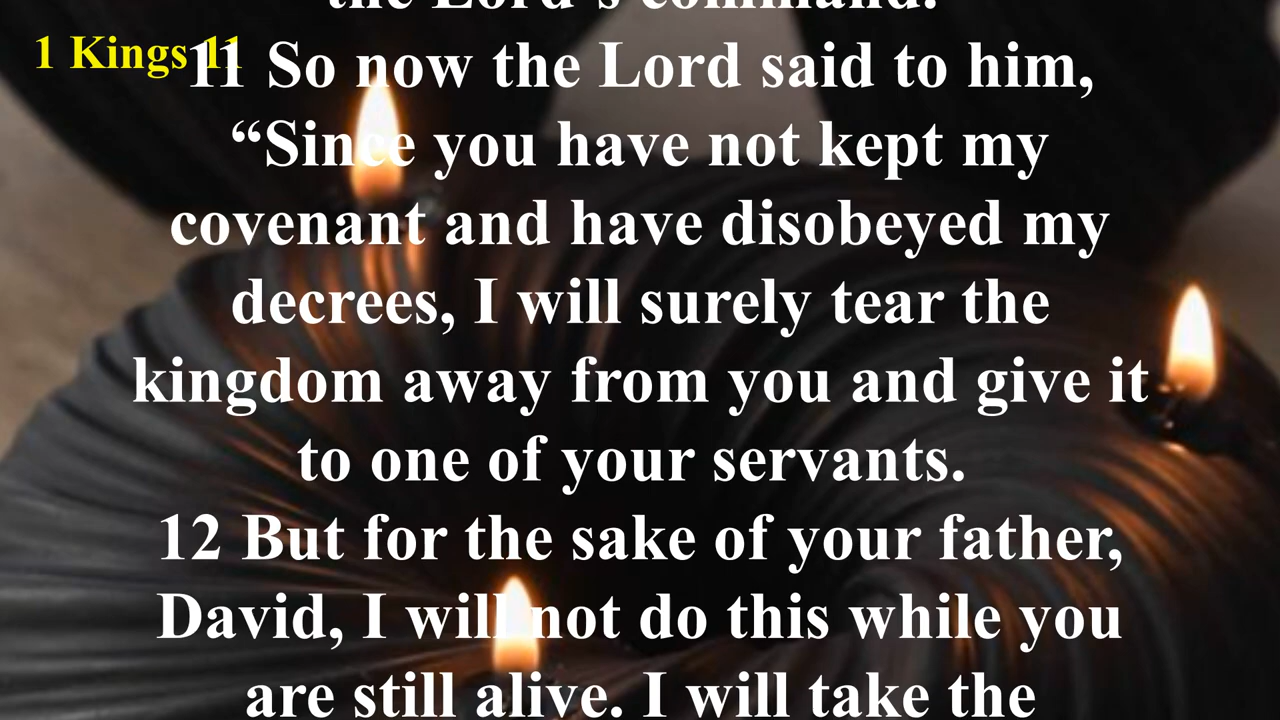 the Lord's command.
1 Kings 11
11 So now the Lord said to him,
“Since you have not kept my
covenant and have disobeyed my
decrees, I will surely tear the
kingdom away from you and give it
to one of your servants.
12 But for the sake of your father,
David, I will not do this while you
are still alive. I will take the